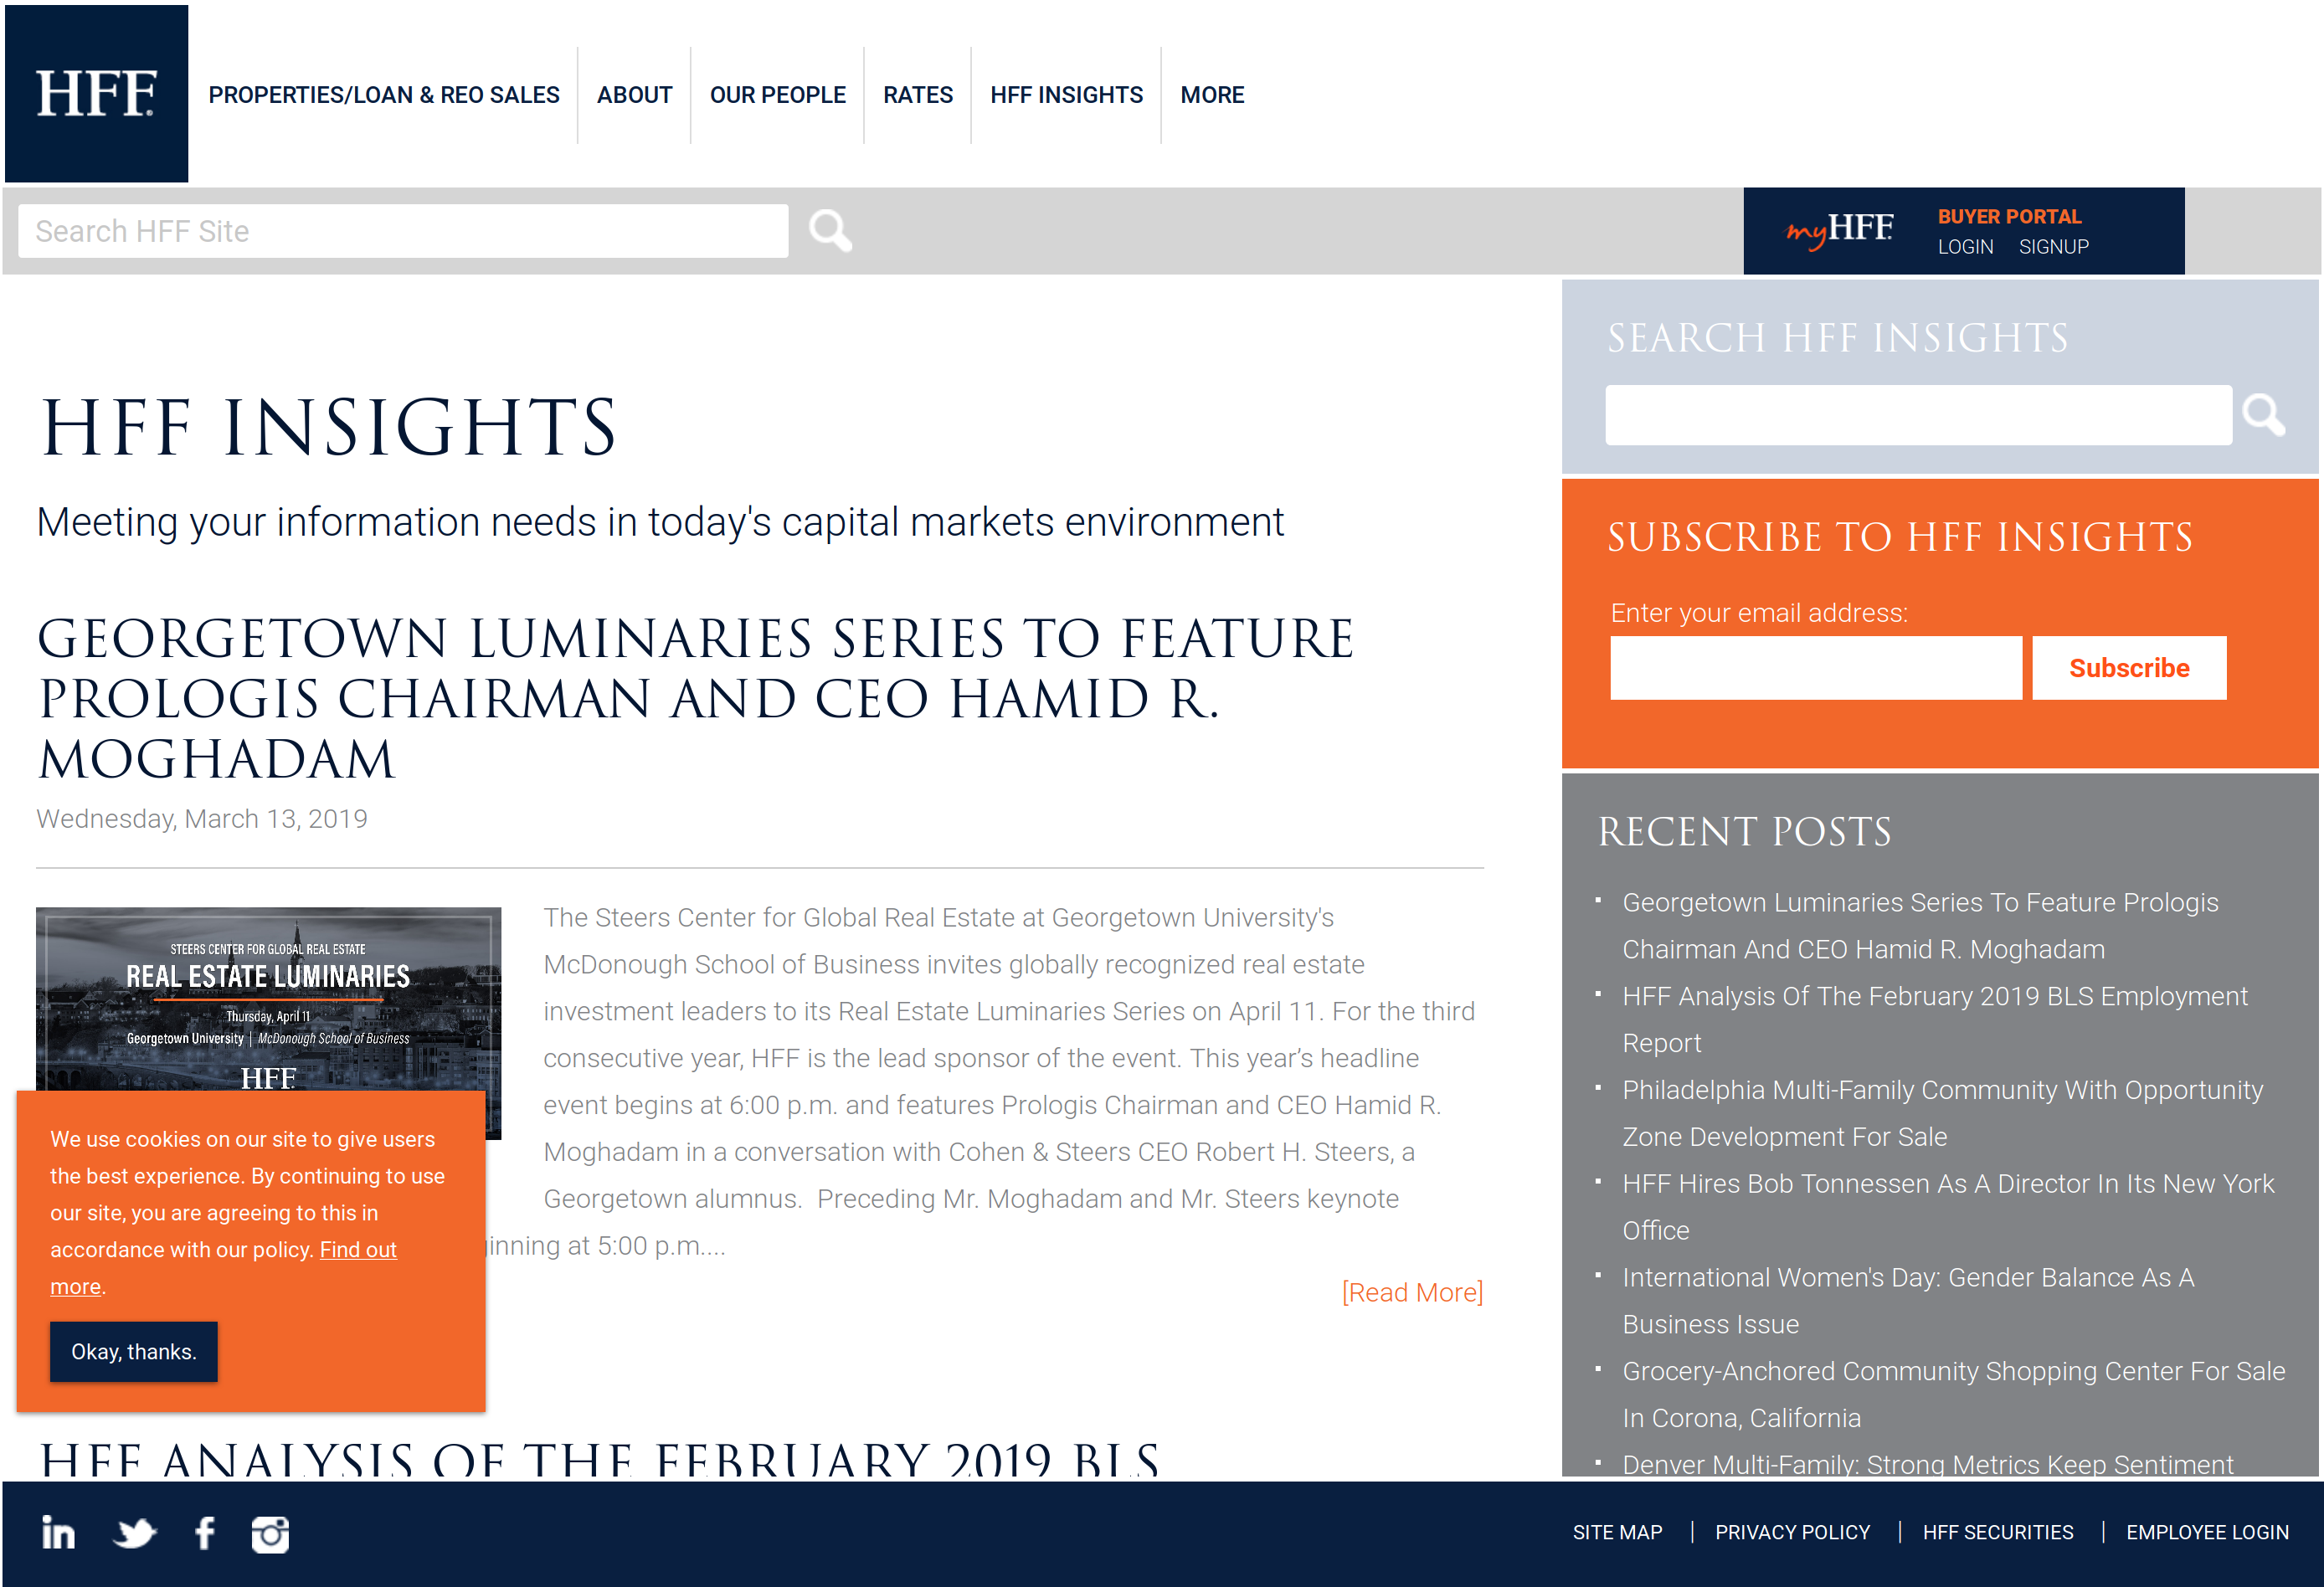 HFF
PROPERTIES/LOAN & REO SALES
ABOUT
OUR PEOPLE
RATES
HFF INSIGHTS
MORE
Search HFF Site
myHFF
BUYER PORTAL
LOGIN SIGNUP
HFF INSIGHTS
Meeting your information needs in today's capital markets environment
GEORGETOWN LUMINARIES SERIES TO FEATURE
PROLOGIS CHAIRMAN AND CEO HAMID R.
MOGHADAM
Wednesday, March 13, 2019
STEERS CENTER FOR GLOBAL REAL ESTATE
REAL ESTATE LUMINARIES
Thursday, April 11
Georgetown University | McDonough School of Business
HFF
The Steers Center for Global Real Estate at Georgetown University's
McDonough School of Business invites globally recognized real estate
investment leaders to its Real Estate Luminaries Series on April 11. For the third
consecutive year, HFF is the lead sponsor of the event. This year’s headline
event begins at 6:00 p.m. and features Prologis Chairman and CEO Hamid R.
Moghadam in a conversation with Cohen & Steers CEO Robert H. Steers, a
Georgetown alumnus.  Preceding Mr. Moghadam and Mr. Steers keynote
ginning at 5:00 p.m....
[Read More]
We use cookies on our site to give users
the best experience. By continuing to use
our site, you are agreeing to this in
accordance with our policy. Find out
more.
Okay, thanks.
HFF ANALYSIS OF THE FEBRUARY 2019 BLS
SEARCH HFF INSIGHTS
SUBSCRIBE TO HFF INSIGHTS
Enter your email address:
Subscribe
RECENT POSTS
Georgetown Luminaries Series To Feature Prologis
Chairman And CEO Hamid R. Moghadam
HFF Analysis Of The February 2019 BLS Employment
Report
Philadelphia Multi-Family Community With Opportunity
Zone Development For Sale
HFF Hires Bob Tonnessen As A Director In Its New York
Office
International Women's Day: Gender Balance As A
Business Issue
Grocery-Anchored Community Shopping Center For Sale
In Corona, California
Denver Multi-Family: Strong Metrics Keep Sentiment
SITE MAP | PRIVACY POLICY | HFF SECURITIES | EMPLOYEE LOGIN